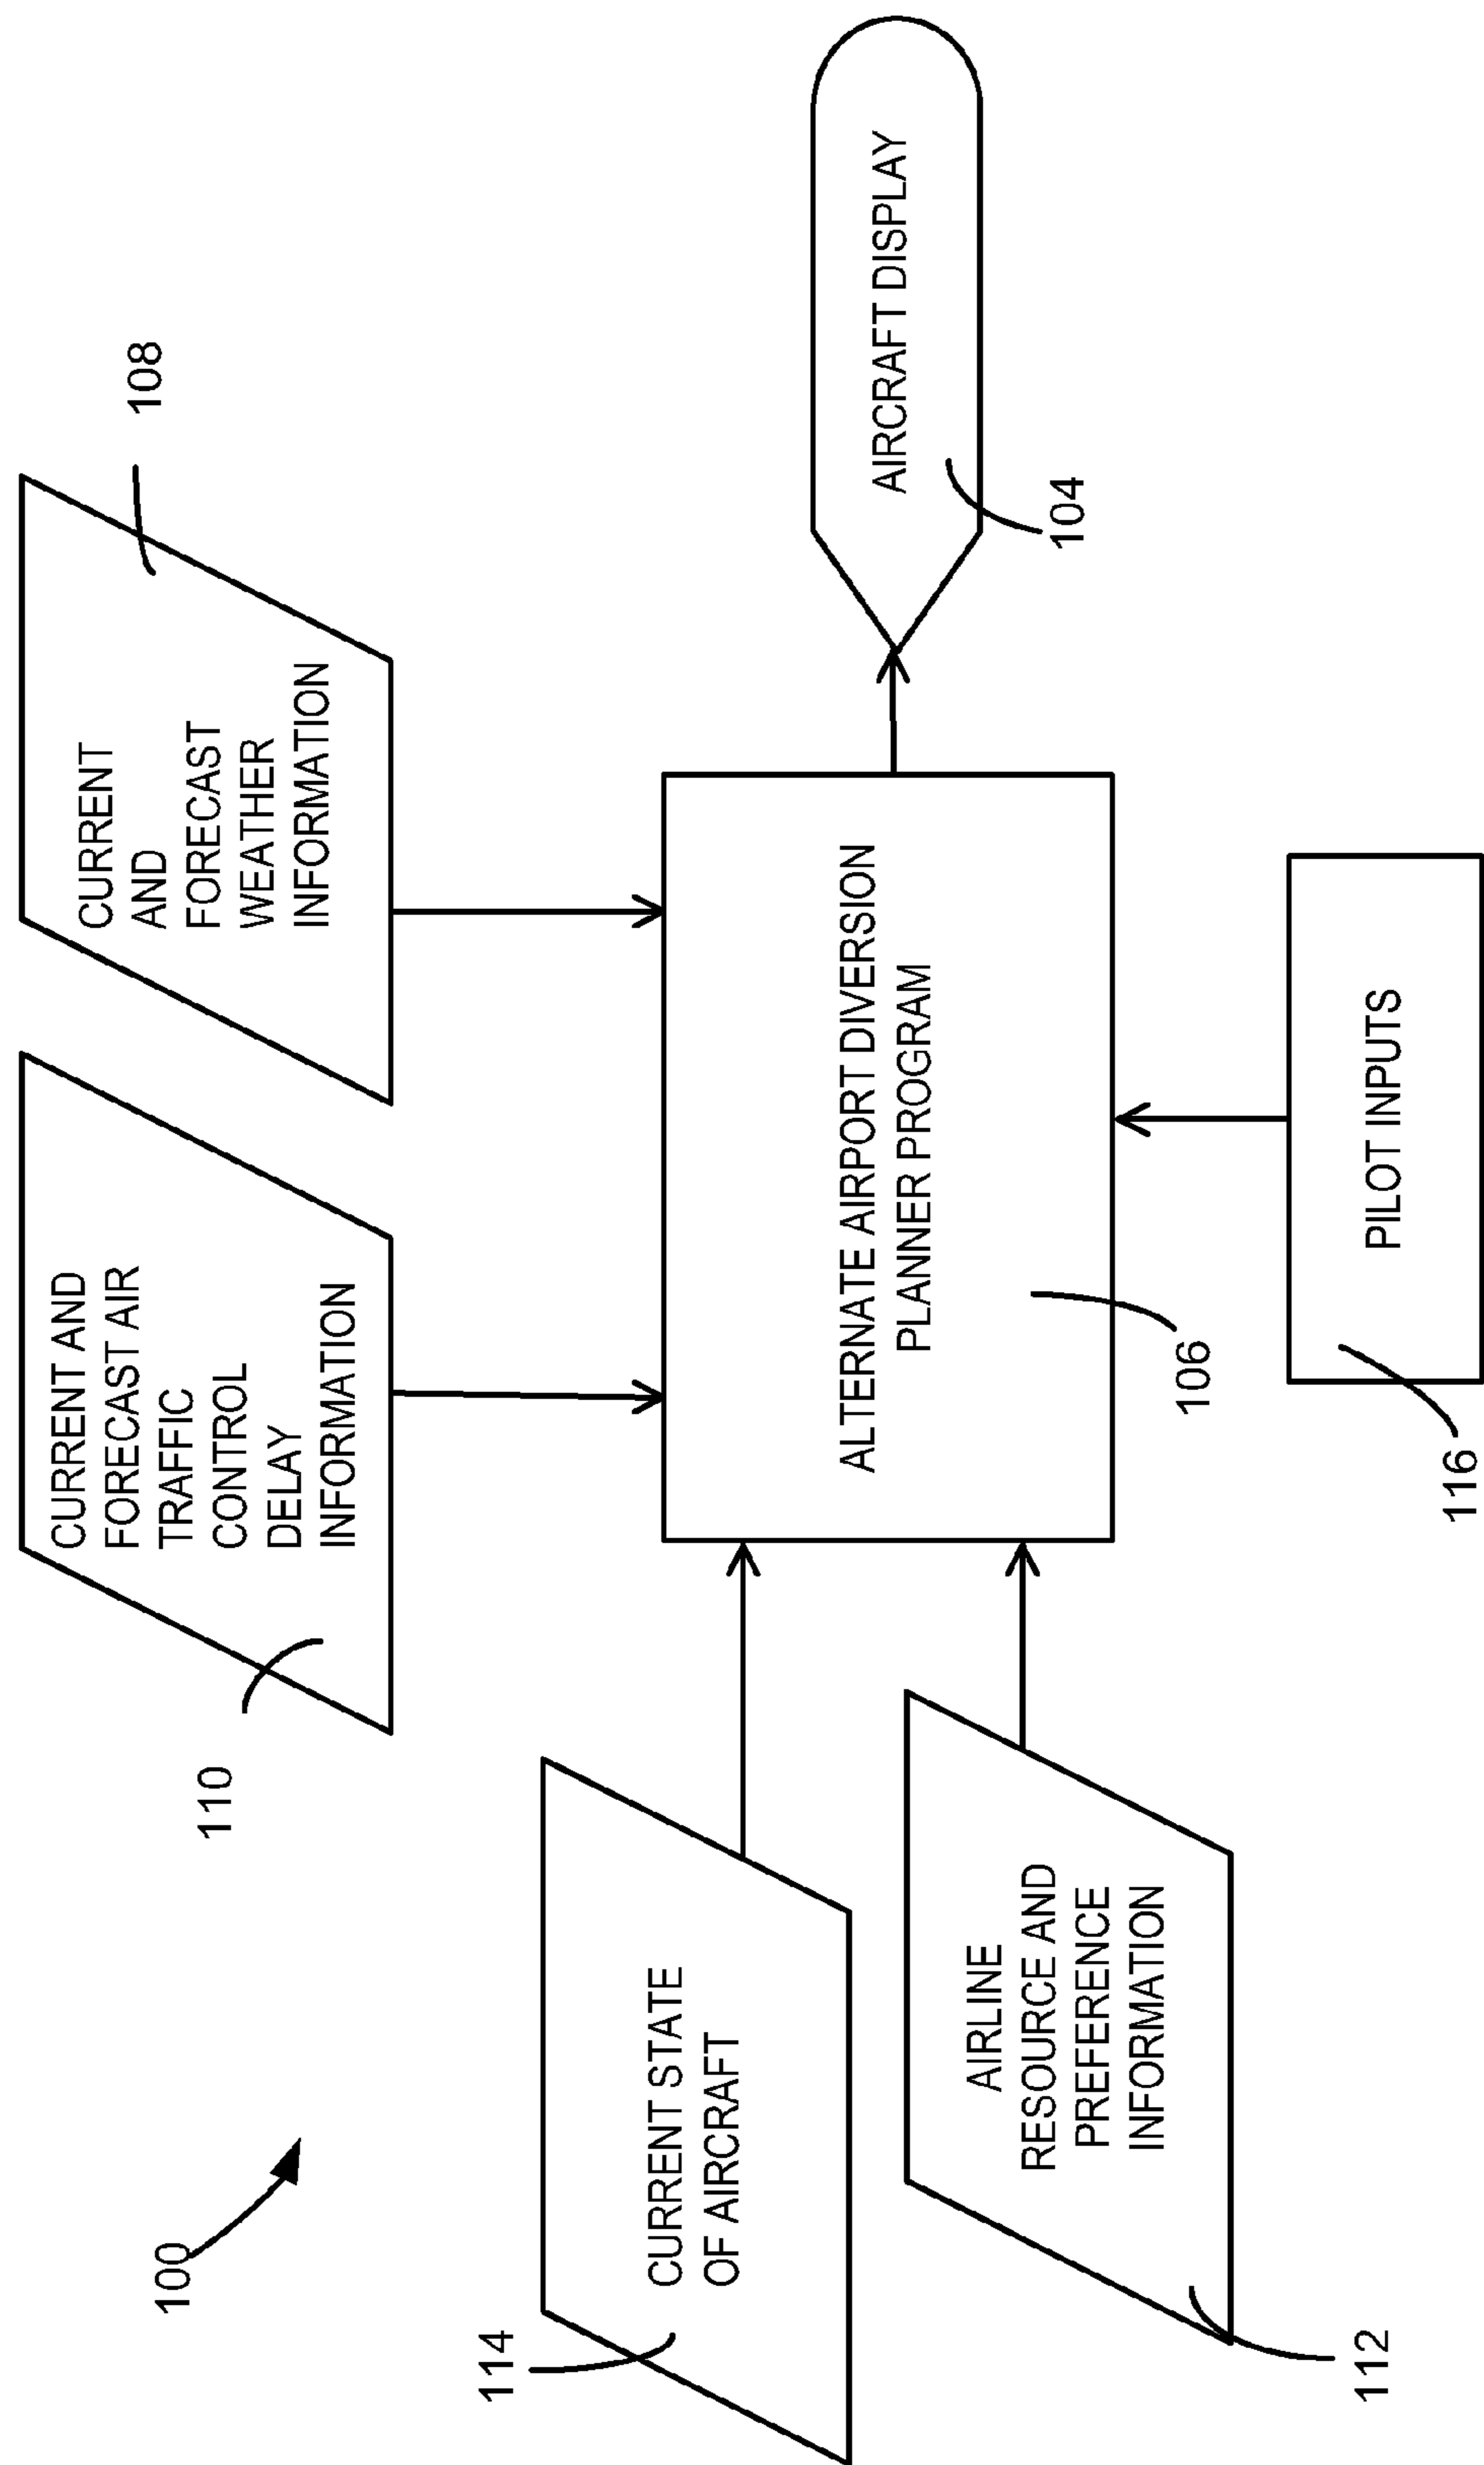 100
110
CURRENT AND
FORECAST AIR
TRAFFIC
CONTROL
DELAY
INFORMATION
108
CURRENT
AND
FORECAST
WEATHER
INFORMATION
114
CURRENT STATE
OF AIRCRAFT
ALTERNATE AIRPORT DIVERSION
PLANNER PROGRAM
106
AIRCRAFT DISPLAY
104
AIRLINE
RESOURCE AND
PREFERENCE
INFORMATION
112
PILOT INPUTS
116